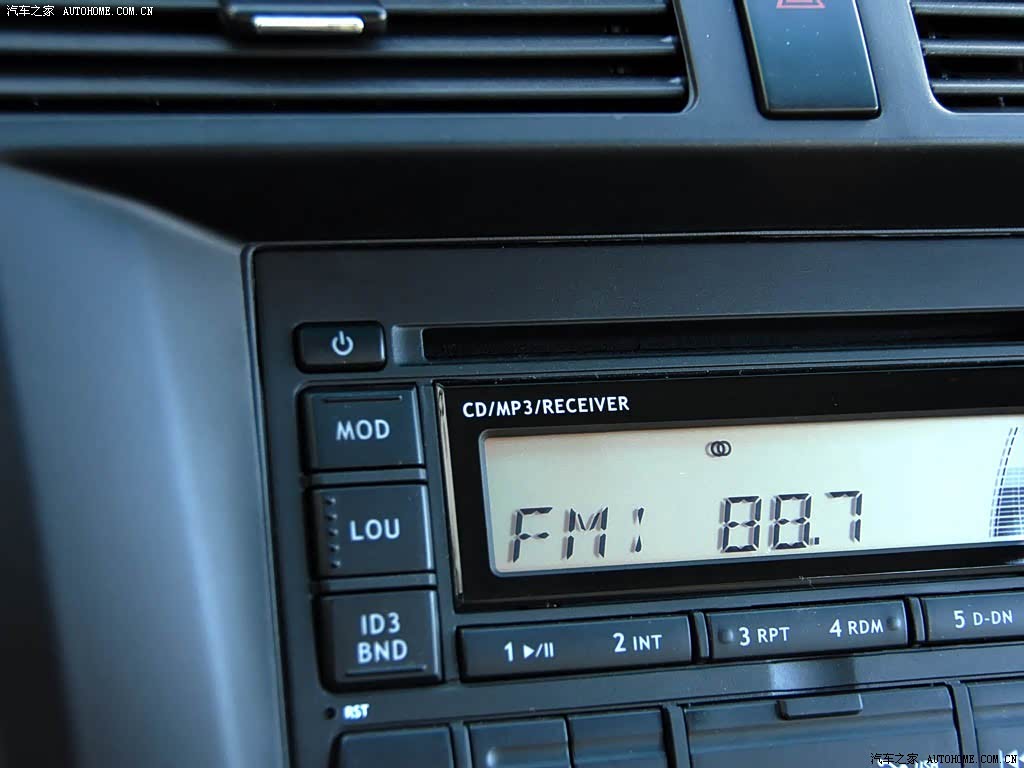 汽车之家 AUTOHOME.COM.CN
CD/MP3/RECEIVER
MOD
FM1 88.7
LOU
ID3
BND
1 ▶/II 2 INT 3 RPT 4 RDM 5 D-DN
RST
汽车之家 AUTOHOME.COM.CN